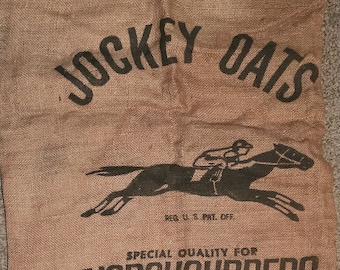 JOCKEY OATS
REG. U. S. PAT. OFF.
SPECIAL QUALITY FOR